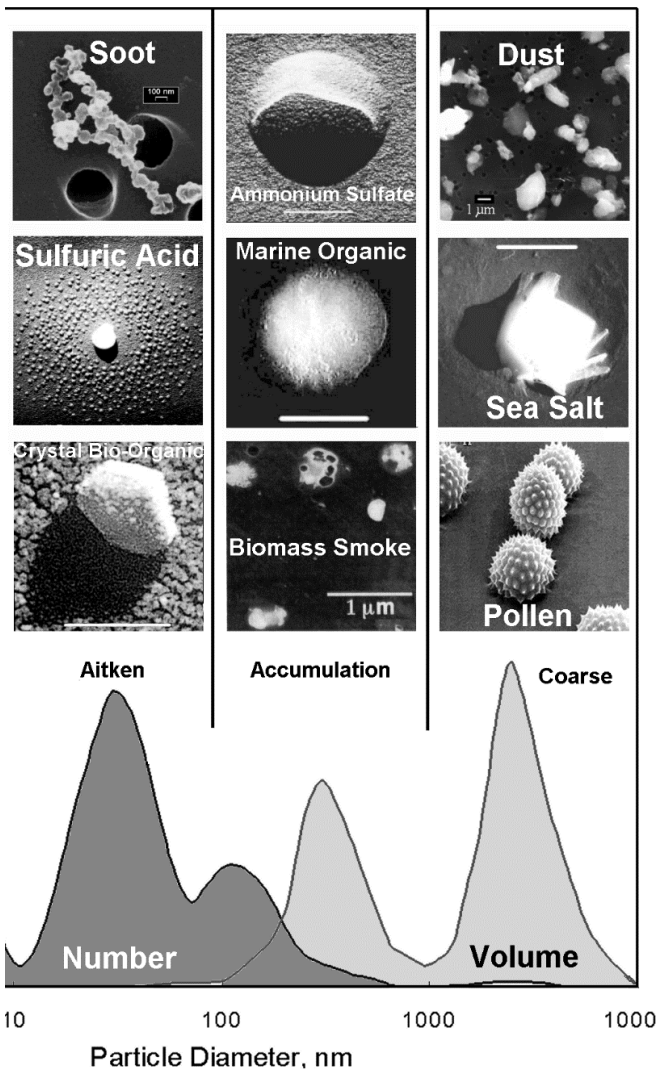 Soot
100 nm
Ammonium Sulfate
Dust
1 µm
Sulfuric Acid
Marine Organic
Sea Salt
Crystal Bio-Organic
Biomass Smoke
1 µm
Pollen
Aitken
Accumulation
Coarse
Number
Volume
10 100 1000 1000
Particle Diameter, nm